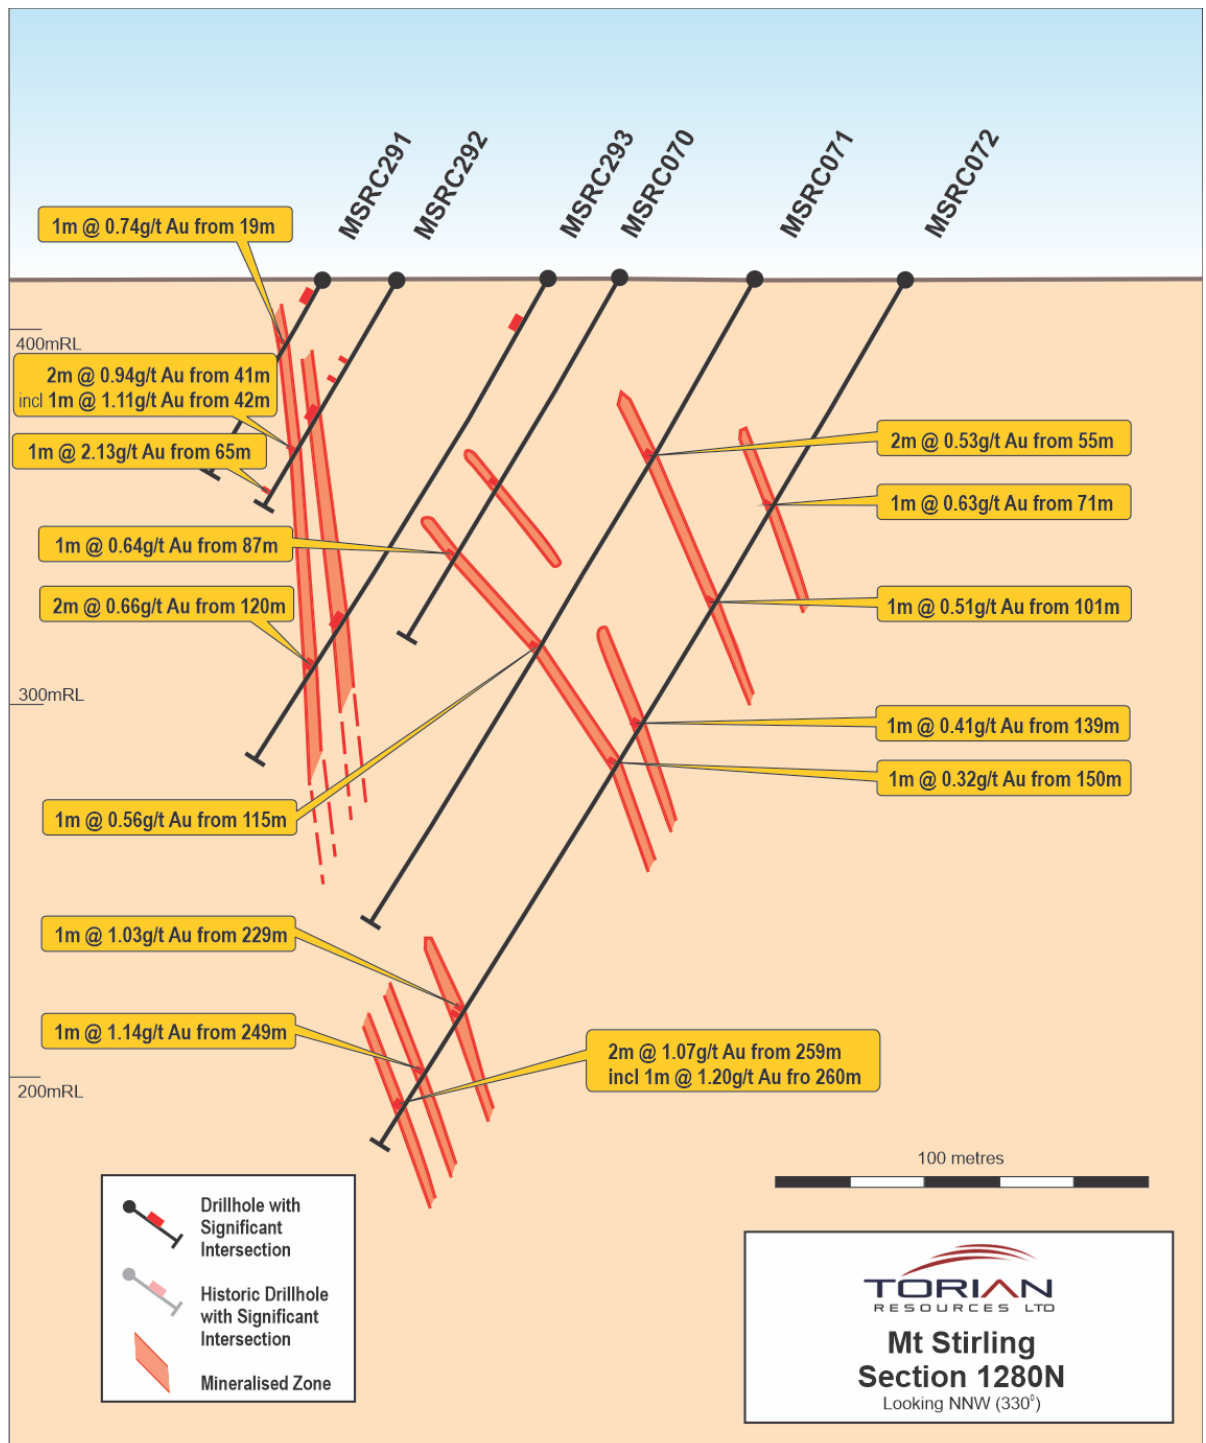 MSRC291
MSRC292
MSRC293
MSRC070
MSRC071
MSRC072
1m @ 0.74g/t Au from 19m
400mRL
2m @ 0.94g/t Au from 41m
incl 1m @ 1.11g/t Au from 42m
1m @ 2.13g/t Au from 65m
2m @ 0.53g/t Au from 55m
1m @ 0.63g/t Au from 71m
1m @ 0.64g/t Au from 87m
2m @ 0.66g/t Au from 120m
1m @ 0.51g/t Au from 101m
300mRL
1m @ 0.41g/t Au from 139m
1m @ 0.32g/t Au from 150m
1m @ 0.56g/t Au from 115m
1m @ 1.03g/t Au from 229m
1m @ 1.14g/t Au from 249m
2m @ 1.07g/t Au from 259m
incl 1m @ 1.20g/t Au fro 260m
200mRL
100 metres
Drillhole with
Significant
Intersection
Historic Drillhole
with Significant
Intersection
Mineralised Zone
TORIAN
RESOURCES LTD
Mt Stirling
Section 1280N
Looking NNW (330⁰)